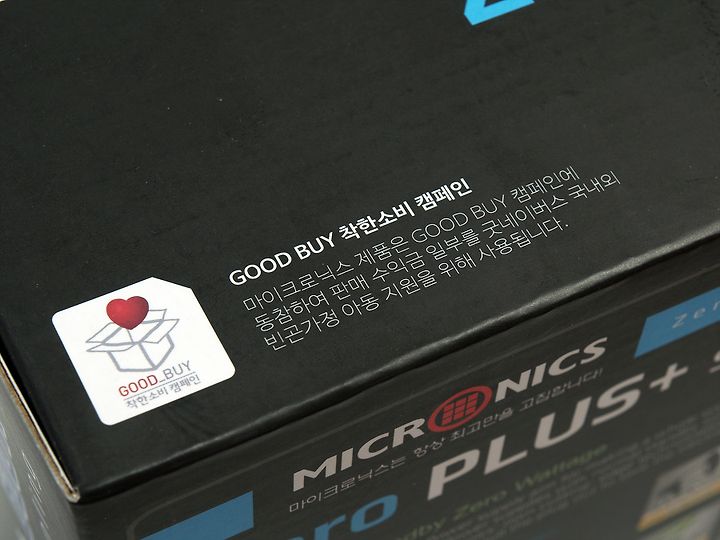 GOOD BUY 착한소비 캠페인
마이크로닉스 제품은 GOOD BUY 캠페인에
동참하여 판매 수익금 일부를 굿네이버스 국내외
빈곤가정 아동 지원을 위해 사용됩니다.
GOOD_BUY
착한소비 캠페인
MICRONICS
마이크로닉스는 항상 최고만을 고집합니다!
PLUS+
Zero Wattage